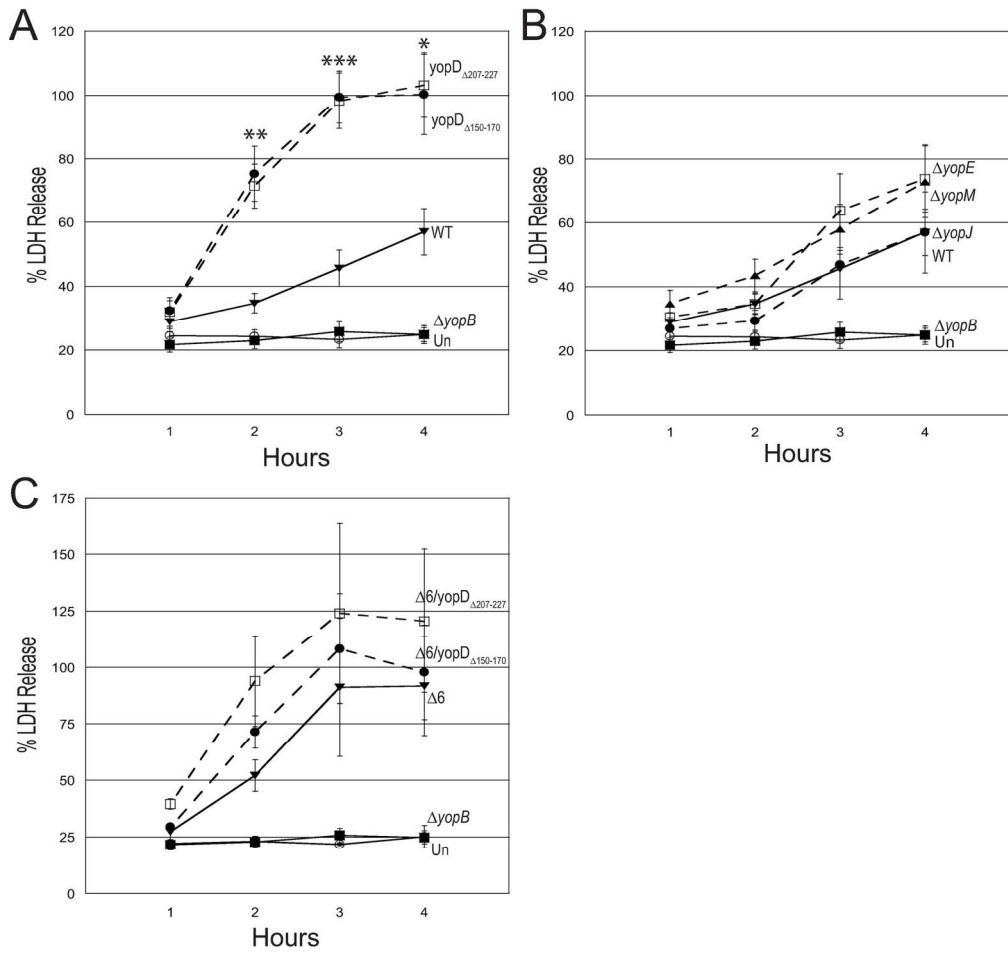 A
120
100
80
60
40
20
0
% LDH Release
1 2 3 4
Hours
**
***
*
yopDΔ207-227
yopDΔ150-170
WT
ΔyopB
Un
B
120
100
80
60
40
20
0
% LDH Release
1 2 3 4
Hours
ΔyopE
ΔyopM
ΔyopJ
WT
ΔyopB
Un
C
175
150
125
100
75
50
25
0
% LDH Release
1 2 3 4
Hours
Δ6/yopDΔ207-227
Δ6/yopDΔ150-170
Δ6
ΔyopB
Un